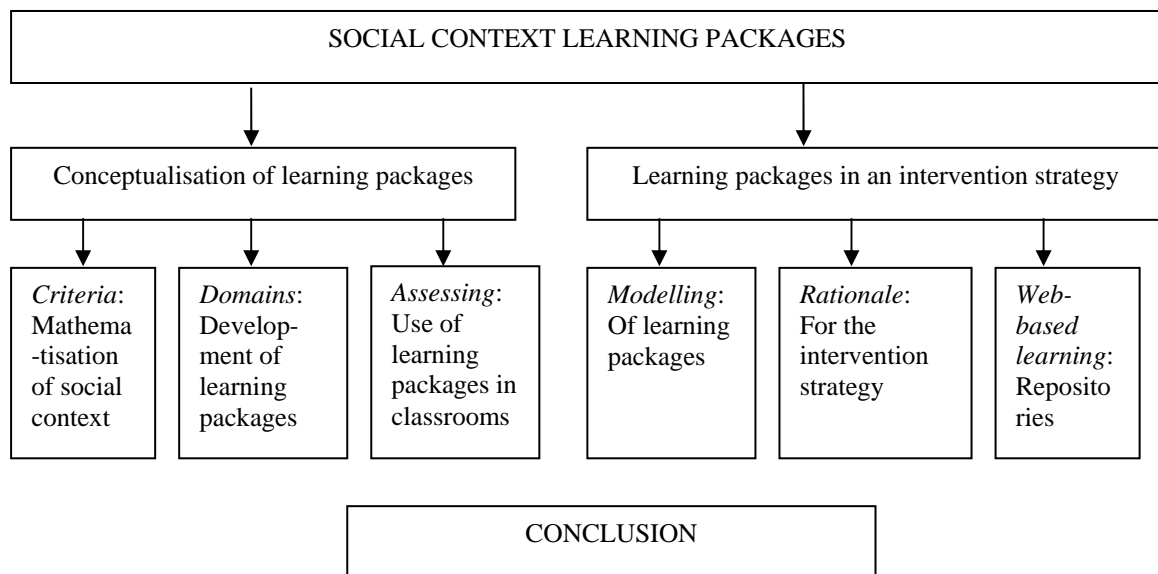 SOCIAL CONTEXT LEARNING PACKAGES
Conceptualisation of learning packages
Learning packages in an intervention strategy
Criteria:
Mathema
-tisation
of social
context
Domains:
Develop-
ment of
learning
packages
Assessing:
Use of
learning
packages in
classrooms
Modelling:
Of learning
packages
Rationale:
For the
intervention
strategy
Web-
based
learning:
Reposito
ries
CONCLUSION